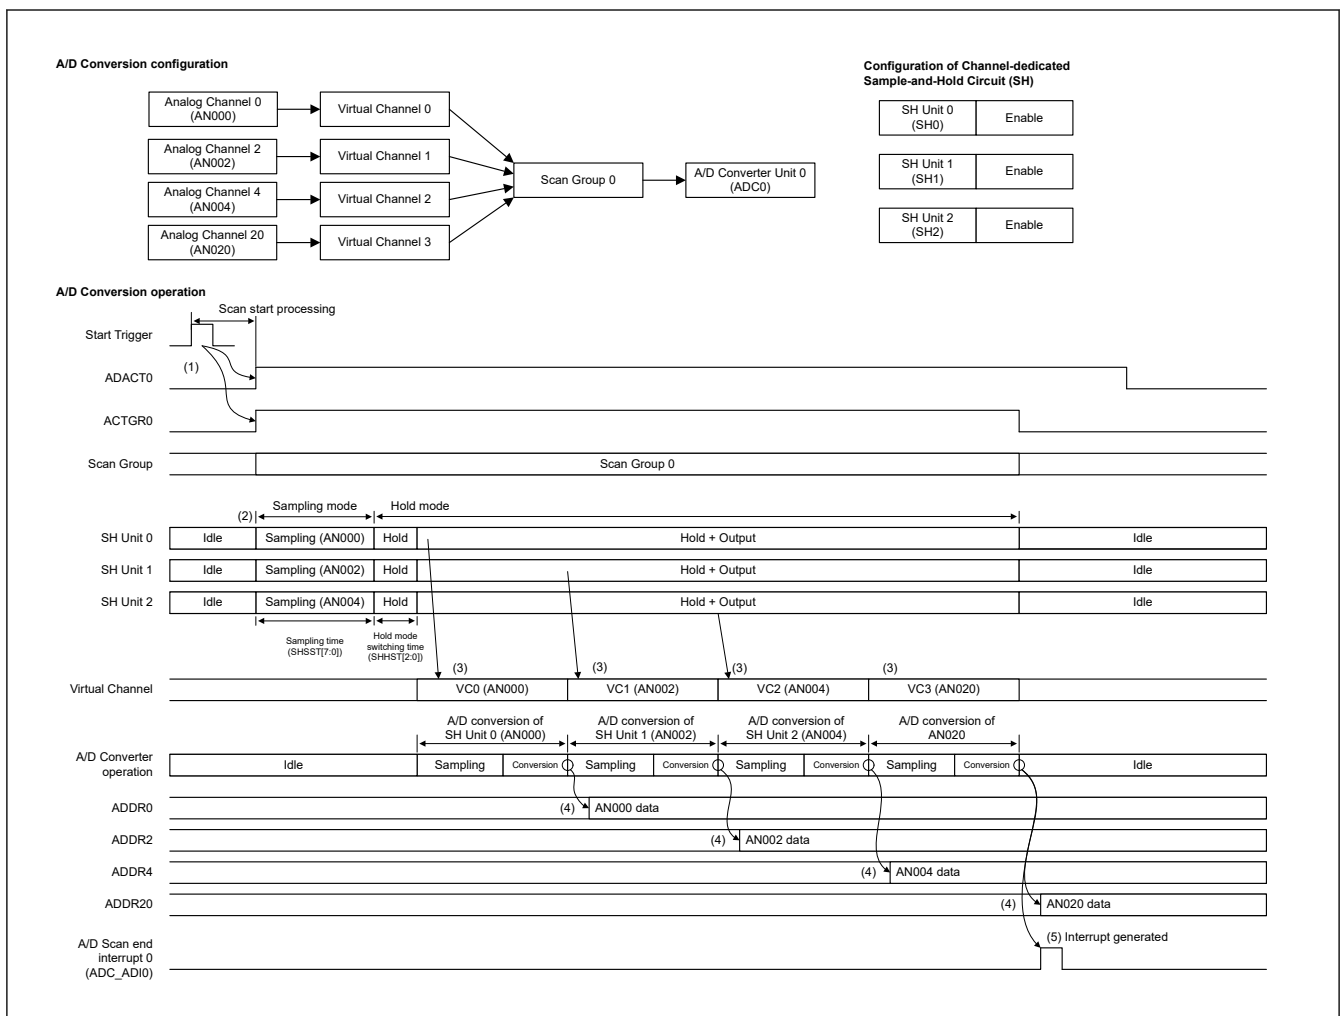 A/D Conversion configuration
Configuration of Channel-dedicated
Sample-and-Hold Circuit (SH)
Analog Channel 0
(AN000)
Virtual Channel 0
Analog Channel 2
(AN002)
Virtual Channel 1
Analog Channel 4
(AN004)
Virtual Channel 2
Analog Channel 20
(AN020)
Virtual Channel 3
Scan Group 0
A/D Converter Unit 0
(ADC0)
SH Unit 0
(SH0)
Enable
SH Unit 1
(SH1)
Enable
SH Unit 2
(SH2)
Enable
A/D Conversion operation
Scan start processing
Start Trigger
(1)
ADACT0
ACTGR0
Scan Group
Scan Group 0
(2)
Sampling mode
Hold mode
SH Unit 0
Idle
Sampling (AN000)
Hold
Hold + Output
Idle
SH Unit 1
Idle
Sampling (AN002)
Hold
Hold + Output
Idle
SH Unit 2
Idle
Sampling (AN004)
Hold
Hold + Output
Idle
Sampling time
(SHSST[7:0])
Hold mode
switching time
(SHHST[2:0])
(3)
(3)
(3)
(3)
Virtual Channel
VC0 (AN000)
VC1 (AN002)
VC2 (AN004)
VC3 (AN020)
A/D conversion of
SH Unit 0 (AN000)
A/D conversion of
SH Unit 1 (AN002)
A/D conversion of
SH Unit 2 (AN004)
A/D conversion of
AN020
A/D Converter
operation
Idle
Sampling
Conversion
Sampling
Conversion
Sampling
Conversion
Sampling
Conversion
Idle
ADDR0
(4)
AN000 data
ADDR2
(4)
AN002 data
ADDR4
(4)
AN004 data
ADDR20
(4)
AN020 data
A/D Scan end
interrupt 0
(ADC_ADI0)
(5) Interrupt generated